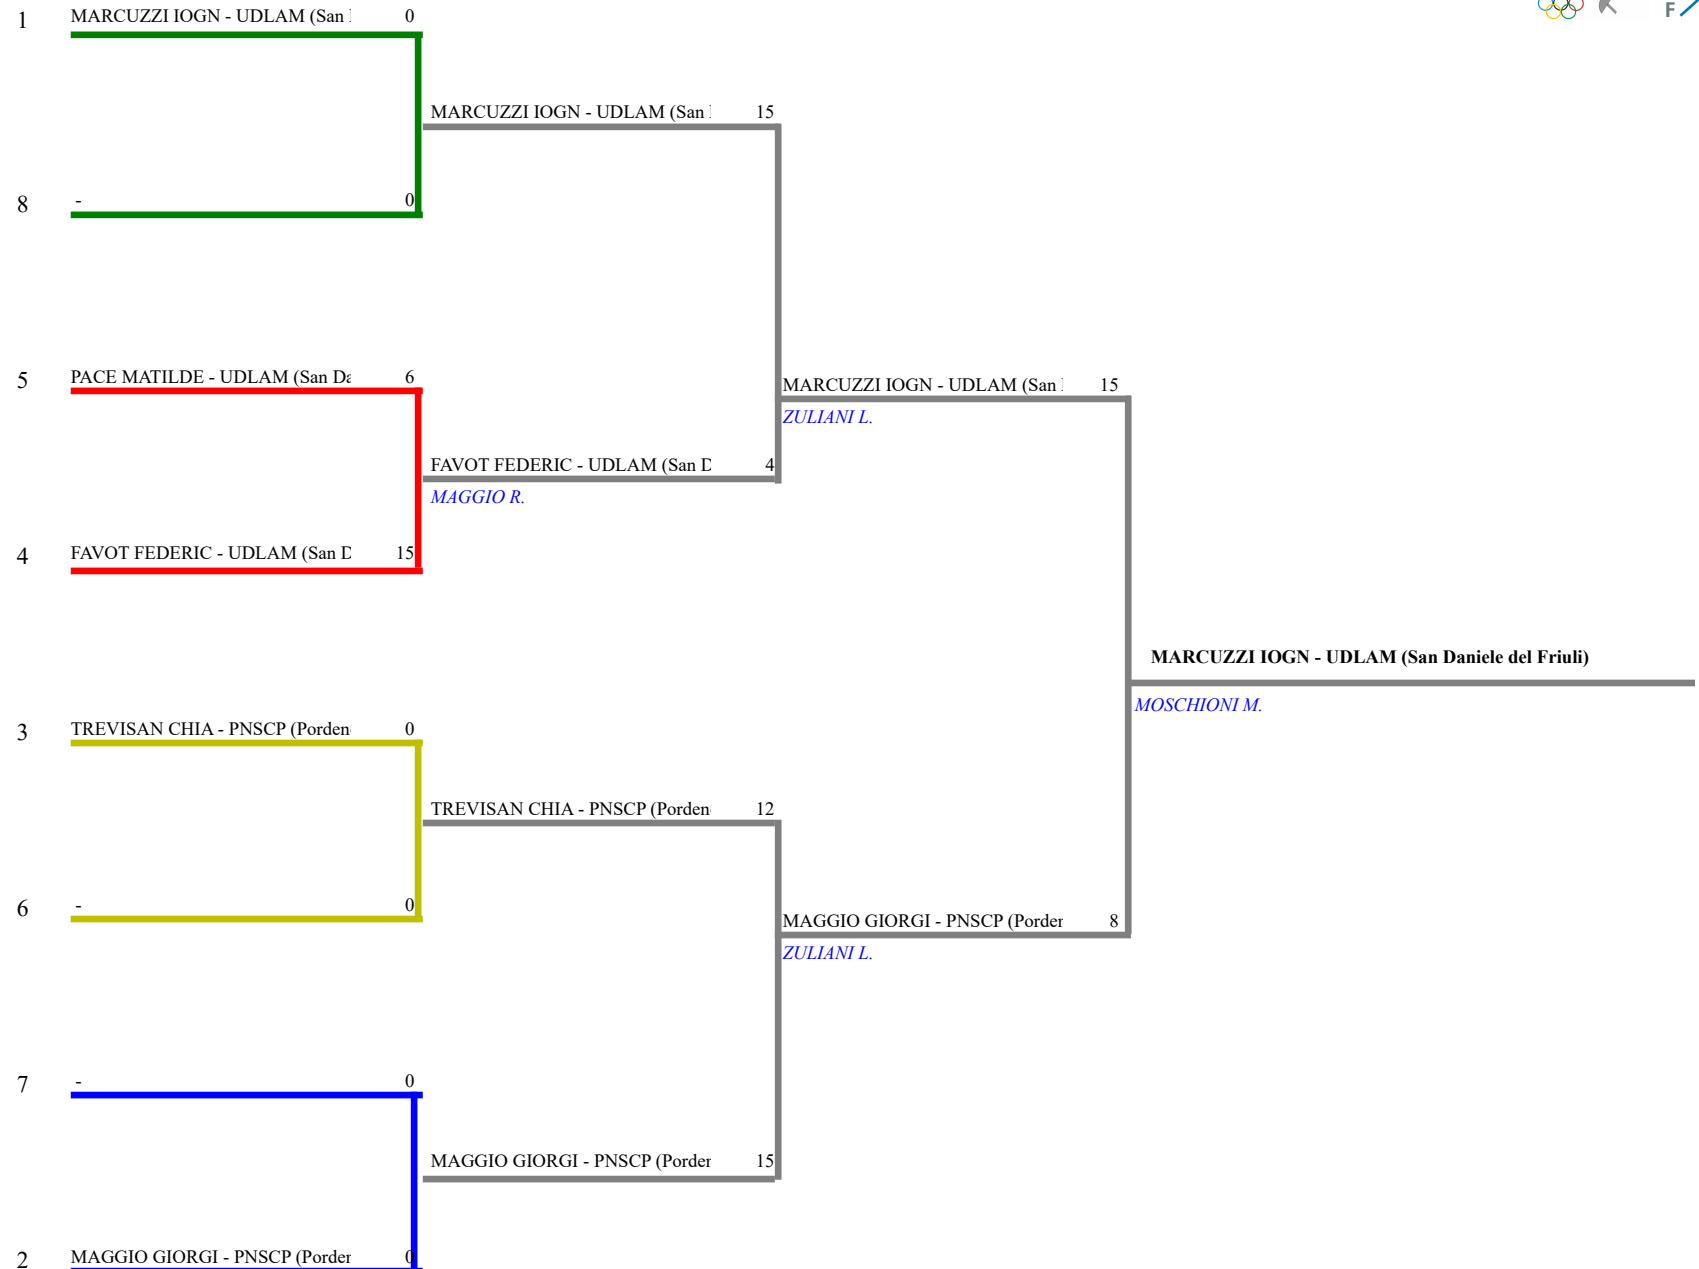 1 MARCUZZI IOGN - UDLAM (San 0
MARCUZZI IOGN - UDLAM (San 15
8 - 0
5 PACE MATILDE - UDLAM (San Da 6
MARCUZZI IOGN - UDLAM (San 15
ZULIANI L.
FAVOT FEDERIC - UDLAM (San D 4
MAGGIO R.
4 FAVOT FEDERIC - UDLAM (San D 15
MARCUZZI IOGN - UDLAM (San Daniele del Friuli)
MOSCHIONI M.
3 TREVISAN CHIA - PNSCP (Porden 0
TREVISAN CHIA - PNSCP (Porden 12
6 - 0
MAGGIO GIORGI - PNSCP (Porder 8
ZULIANI L.
7 - 0
MAGGIO GIORGI - PNSCP (Porder 15
2 MAGGIO GIORGI - PNSCP (Porder 0
F